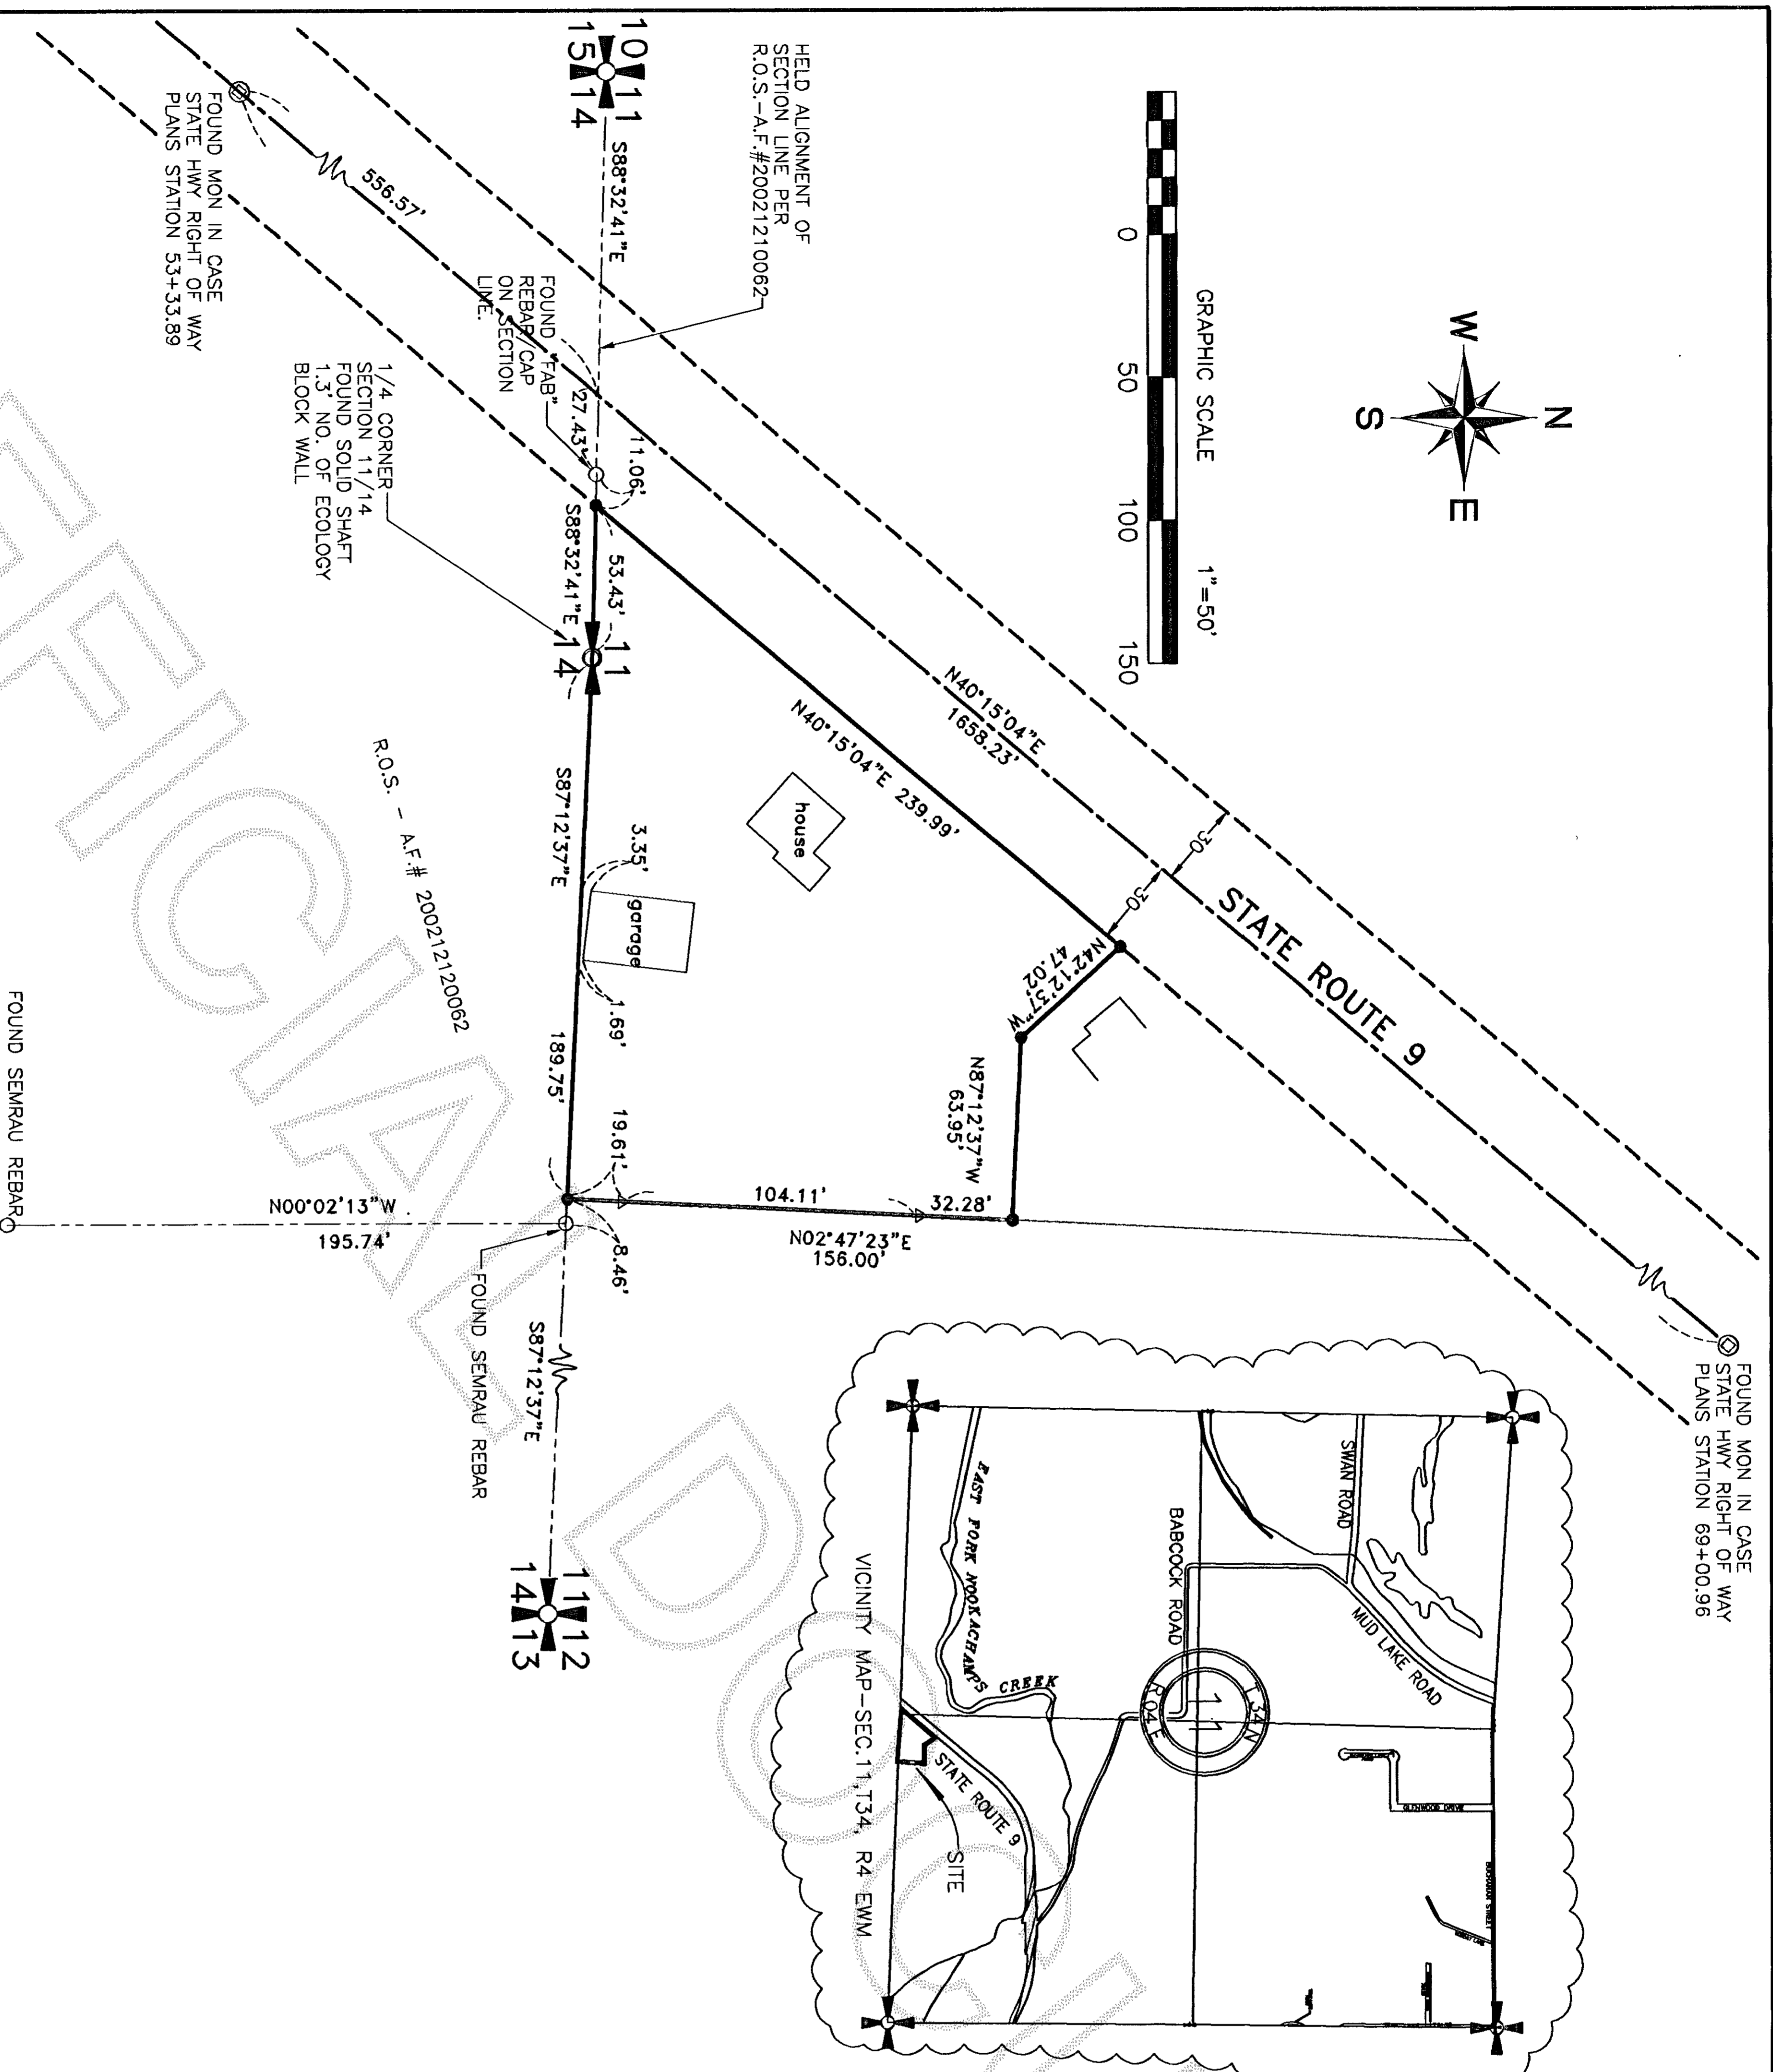 FOUND MON IN CASE
STATE HWY RIGHT OF WAY
PLANS STATION 69+00.96
W
N
S
E
GRAPHIC SCALE
1"=50'
0
50
100
150
STATE ROUTE 9
30
30
N40°15'04"E
1658.23'
N40°15'04"E 239.99'
N42°12'37"W
47.02'
N87°12'37"W
63.95'
32.28'
104.11'
N02°47'23"E
156.00'
19.61'
8.46'
HELD ALIGNMENT OF
SECTION LINE PER
R.O.S.-A.F.#20021210062
10 11
15 14
S88°32'41"E
FOUND "FAB"
REBAR/CAP
ON SECTION
LINE.
27.43'
11.06'
53.43'
S88°32'41"E
11
14
1/4 CORNER
SECTION 11/14
FOUND SOLID SHAFT
1.3' NO. OF ECOLOGY
BLOCK WALL
556.57'
FOUND MON IN CASE
STATE HWY RIGHT OF WAY
PLANS STATION 53+33.89
house
garage
3.35'
1.69'
S87°12'37"E
189.75'
R.O.S. - A.F.# 200212120062
FOUND SEMRAU REBAR
S87°12'37"E
11 12
14 13
N00°02'13"W
195.74'
FOUND SEMRAU REBAR
SWAN ROAD
MUD LAKE ROAD
BABCOCK ROAD
GLENWOOD DRIVE
BUCHANAN STREET
T 34 N
11
R 04 E
EAST FORK NOOKACHAMPS CREEK
STATE ROUTE 9
SITE
VICINITY MAP-SEC.11,T34, R4 EWM